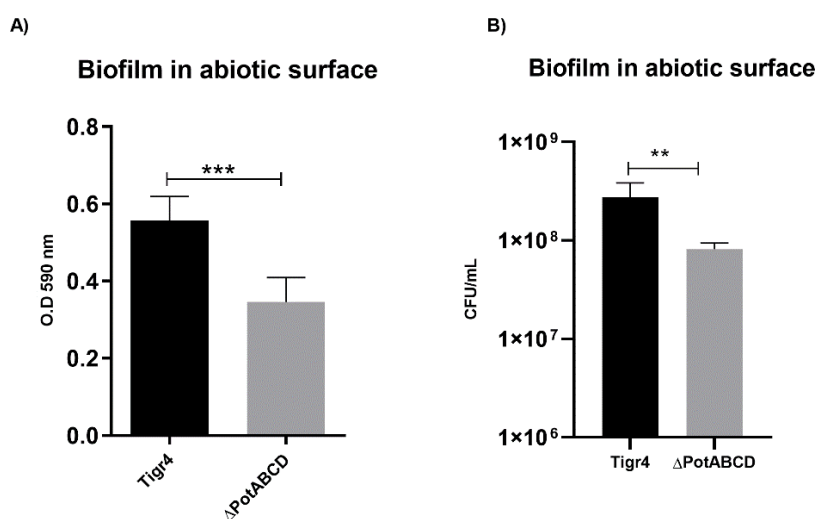 A)
Biofilm in abiotic surface
0.8
0.6
0.4
0.2
0.0
O.D 590 nm
***
Tigr4
ΔPotABCD
B)
Biofilm in abiotic surface
1×10⁹
1×10⁸
1×10⁷
1×10⁶
CFU/mL
**
Tigr4
ΔPotABCD